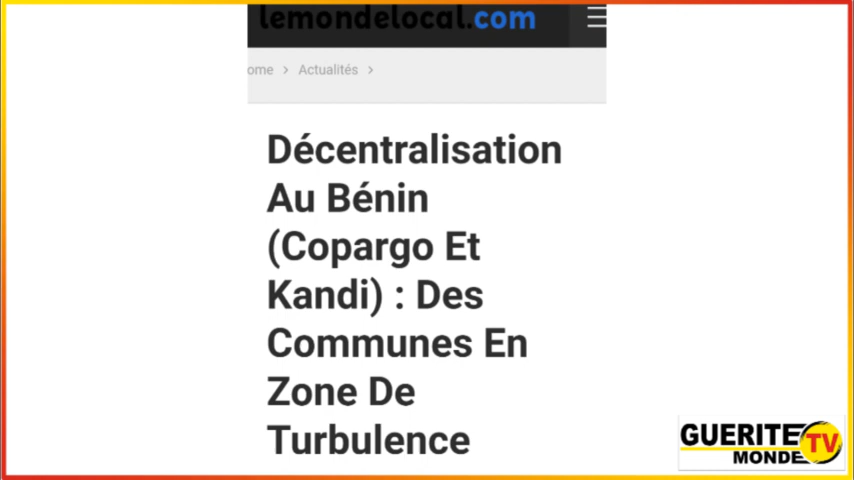 lemondelocal.com
ome > Actualités >
Décentralisation
Au Bénin
(Copargo Et
Kandi) : Des
Communes En
Zone De
Turbulence
GUERITE
TV
MONDE